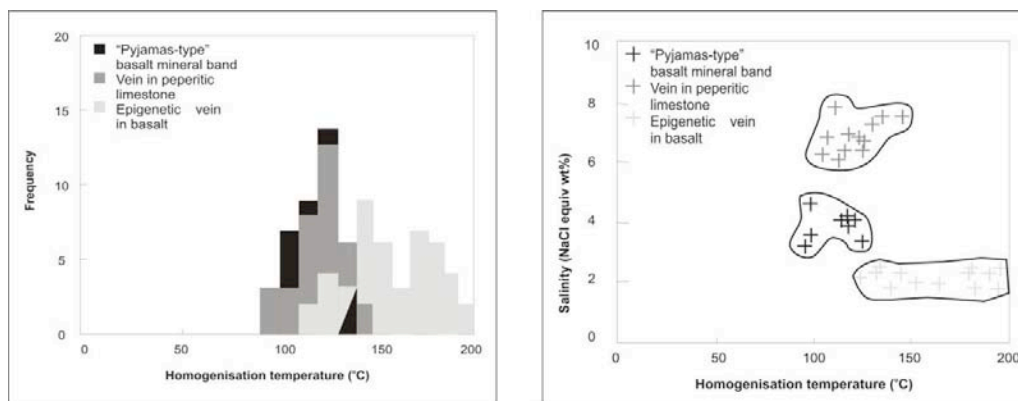 20
15
10
5
0
Frequency
"Pyjamas-type"
basalt mineral band
Vein in peperitic
limestone
Epigenetic vein
in basalt
0 50 100 150 200
Homogenisation temperature (°C)
10
8
6
4
2
0
Salinity (NaCl equiv wt%)
"Pyjamas-type"
basalt mineral band
Vein in peperitic
limestone
Epigenetic vein
in basalt
0 50 100 150 200
Homogenisation temperature (°C)